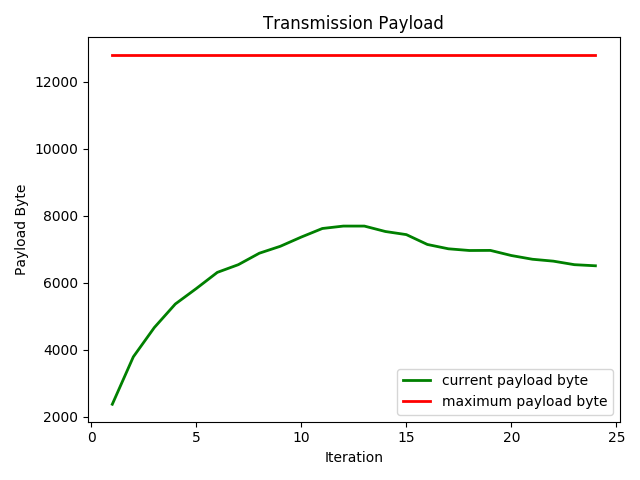 Transmission Payload
12000
10000
8000
6000
4000
2000
Payload Byte
0 5 10 15 20 25
Iteration
current payload byte
maximum payload byte